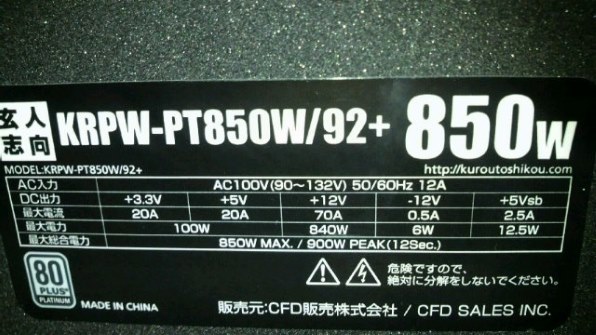 玄人志向 KRPW-PT850W/92+ 850W
MODEL:KRPW-PT850W/92+ http://kuroutoshikou.com/
AC入力 AC100V(90～132V) 50/60Hz 12A
DC出力 +3.3V +5V +12V -12V +5Vsb
最大電流 20A 20A 70A 0.5A 2.5A
最大電力 100W 840W 6W 12.5W
最大総合電力 850W MAX. / 900W PEAK(12Sec.)
80 PLUS PLATINUM
危険ですので、
絶対に分解をしないでください。
MADE IN CHINA
販売元:CFD販売株式会社 / CFD SALES INC.